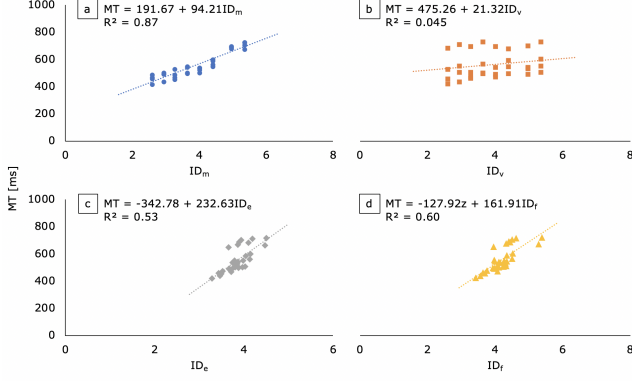 a
MT = 191.67 + 94.21IDm
R² = 0.87
1000
800
600
400
200
0
0 2 4 6 8
IDm
b
MT = 475.26 + 21.32IDv
R² = 0.045
0 2 4 6 8
IDv
MT [ms]
c
MT = -342.78 + 232.63IDe
R² = 0.53
1000
800
600
400
200
0
0 2 4 6 8
IDe
d
MT = -127.92z + 161.91IDf
R² = 0.60
0 2 4 6 8
IDf